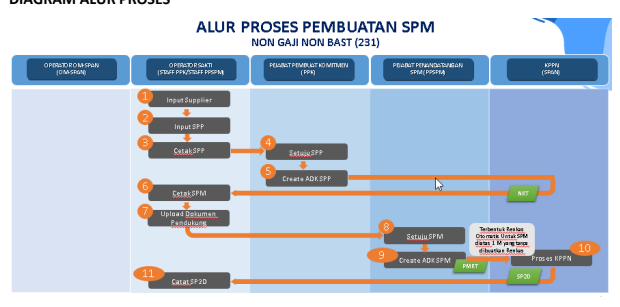 DIAGRAM ALUR PROSES
ALUR PROSES PEMBUATAN SPM
NON GAJI NON BAST (231)
OPERATOR OM-SPAN
(OM-SPAN)
OPERATOR SAKTI
(STAFF PPK/STAFF PPSPM)
PEJABAT PEMBUAT KOMITMEN
(PPK)
PEJABAT PENANDATANGAN
SPM (PPSPM)
KPPN
(SPAN)
1 Input Supplier
2 Input SPP
3 Cetak SPP
4 Setuju SPP
5 Create ADK SPP
6 Cetak SPM
NRT
7 Upload Dokumen
Pendukung
8 Setuju SPM
Terbentuk Renkas
Otomatis Untuk SPM
diatas 1 M yang tanpa
dibuatkan Renkas
9 Create ADK SPM
PMRT
10 Proses KPPN
11 Catat SP2D
SP2D